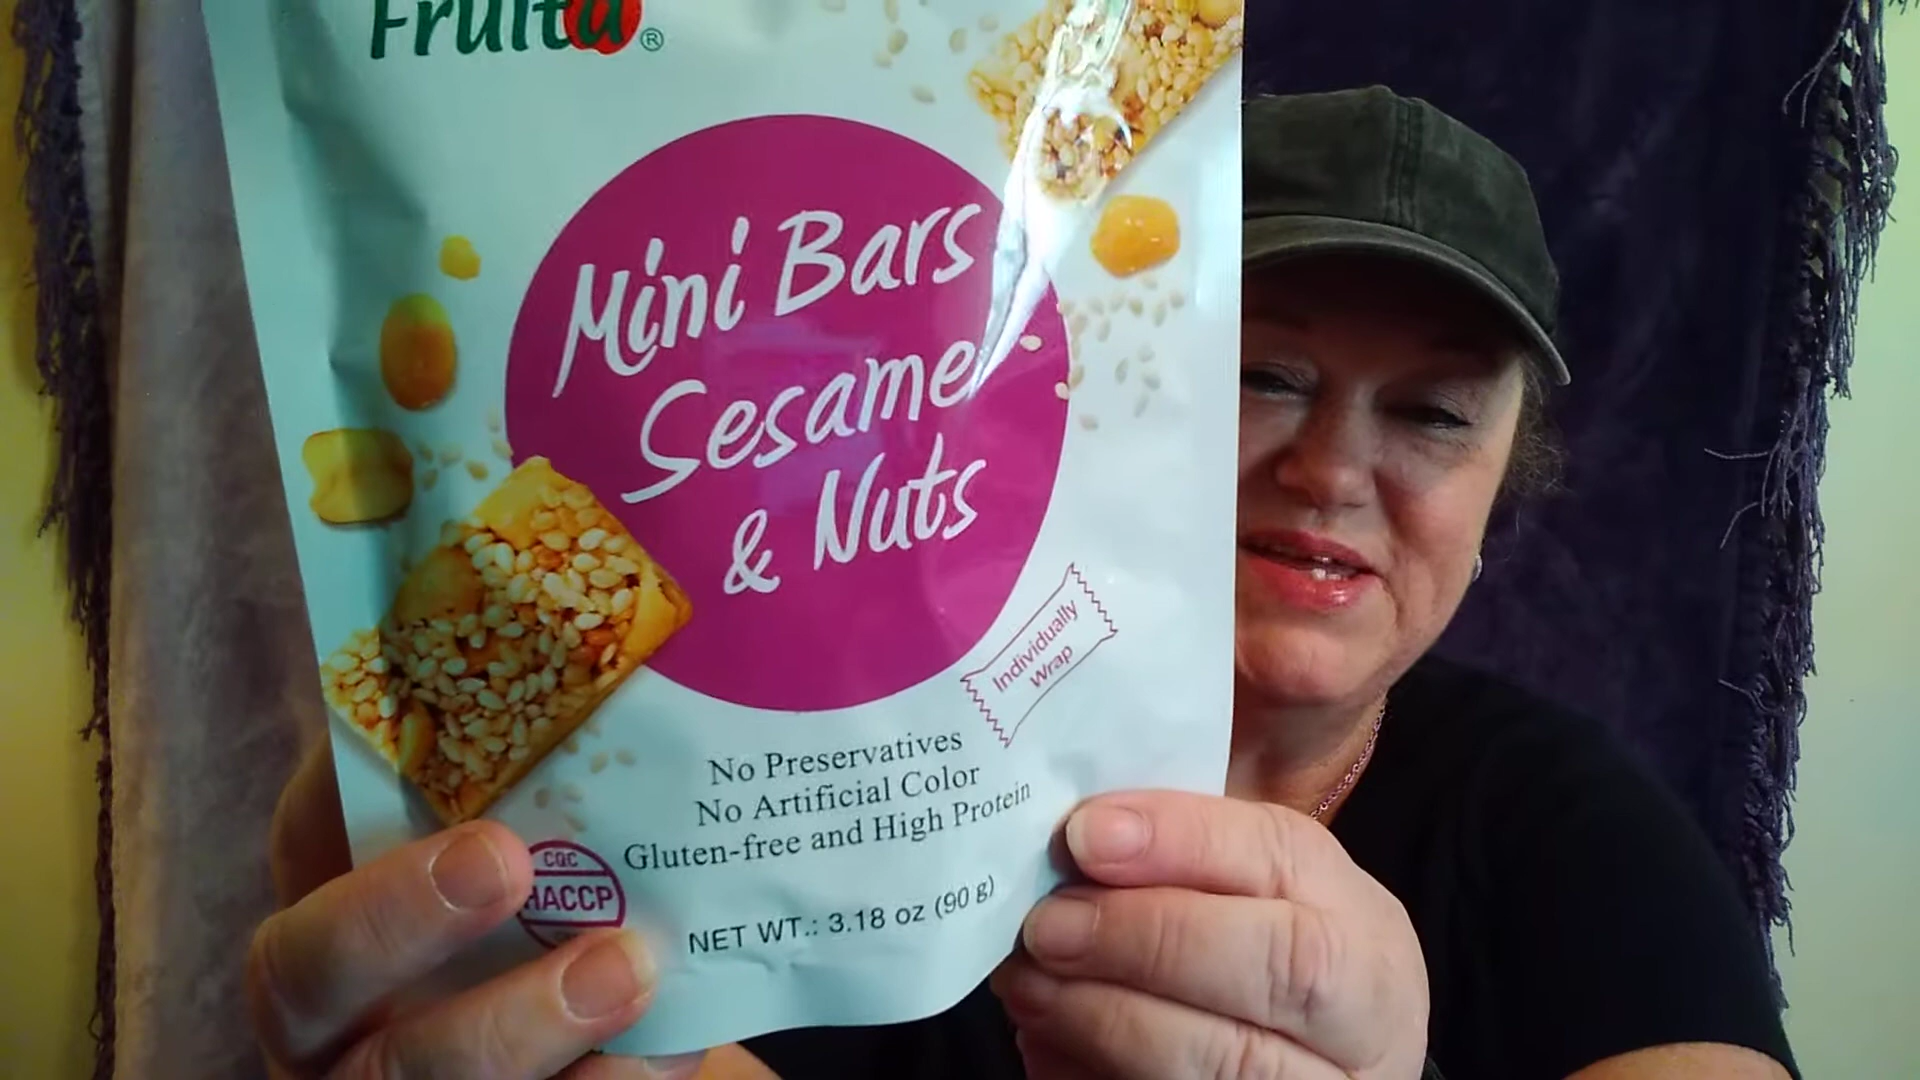 Fruita®
Mini Bars
Sesame
& Nuts
Individually
Wrap
No Preservatives
No Artificial Color
Gluten-free and High Protein
CQC
HACCP
NET WT.: 3.18 oz (90 g)